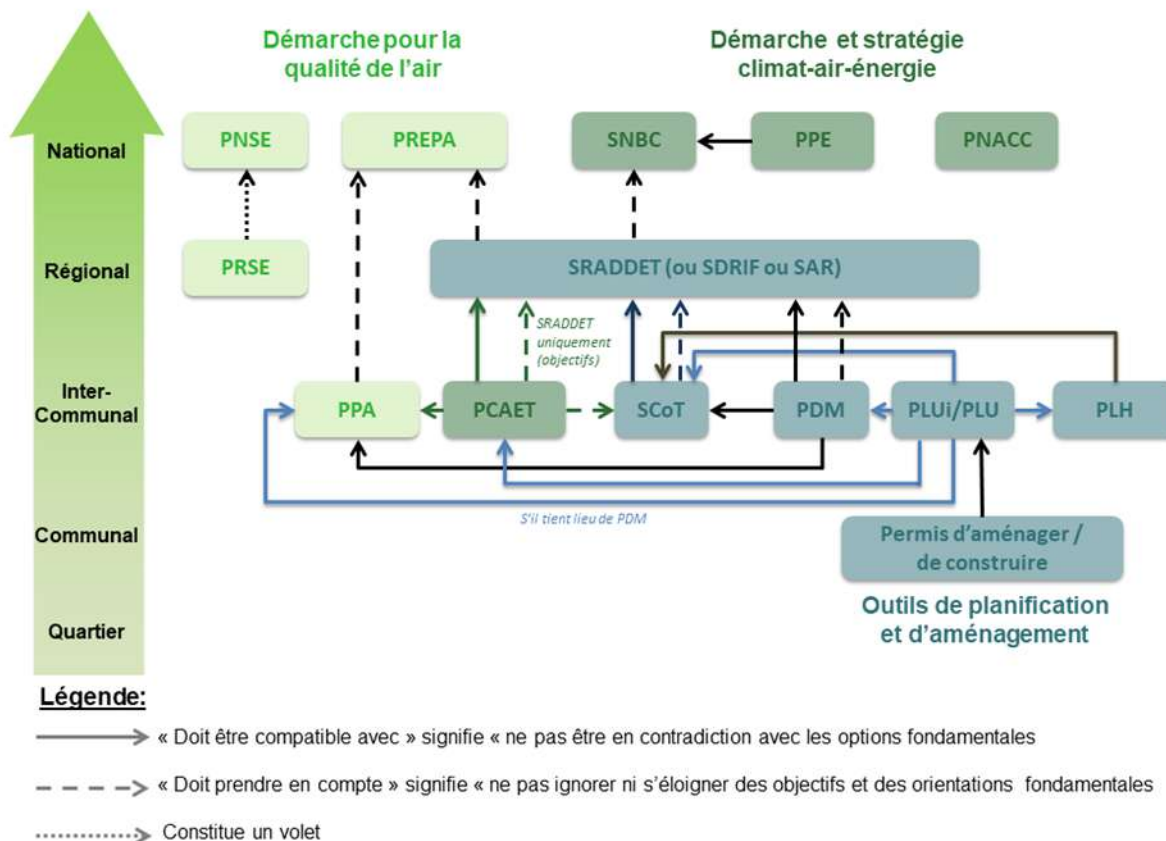 Démarche pour la
qualité de l'air
Démarche et stratégie
climat-air-énergie
National
PNSE
PREPA
SNBC
PPE
PNACC
Régional
PRSE
SRADDET (ou SDRIF ou SAR)
SRADDET
uniquement
(objectifs)
Inter-
Communal
PPA
PCAET
SCoT
PDM
PLUi/PLU
PLH
S'il tient lieu de PDM
Communal
Permis d'aménager /
de construire
Quartier
Outils de planification
et d'aménagement
Légende:
« Doit être compatible avec » signifie « ne pas être en contradiction avec les options fondamentales
« Doit prendre en compte » signifie « ne pas ignorer ni s'éloigner des objectifs et des orientations fondamentales
Constitue un volet